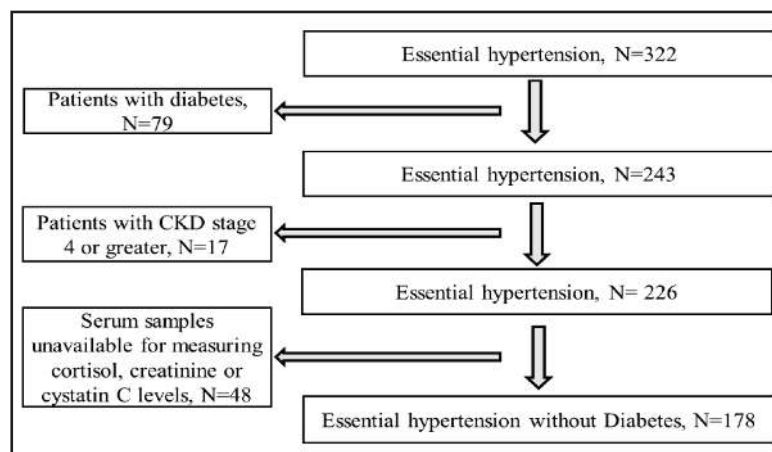 Essential hypertension, N=322
Patients with diabetes,
N=79
Essential hypertension, N=243
Patients with CKD stage
4 or greater, N=17
Essential hypertension, N= 226
Serum samples
unavailable for measuring
cortisol, creatinine or
cystatin C levels, N=48
Essential hypertension without Diabetes, N=178